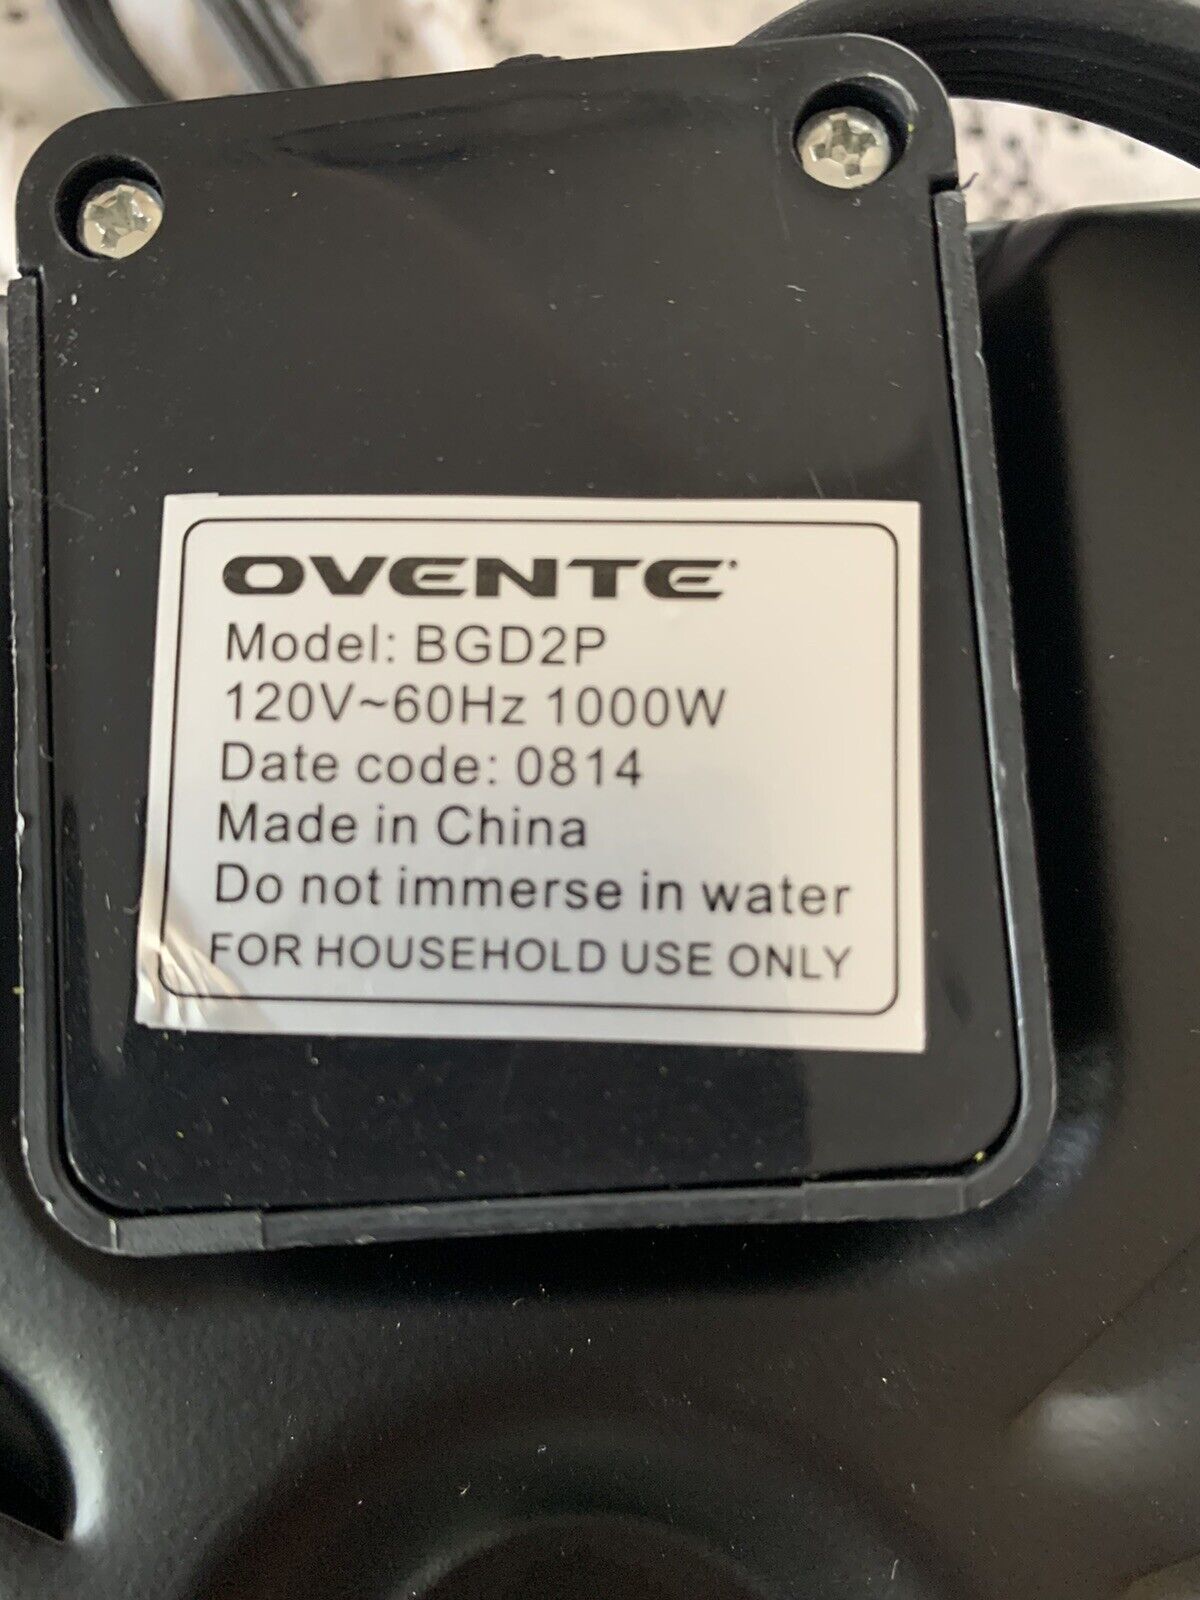 OVENTE
Model: BGD2P
120V~60Hz 1000W
Date code: 0814
Made in China
Do not immerse in water
FOR HOUSEHOLD USE ONLY